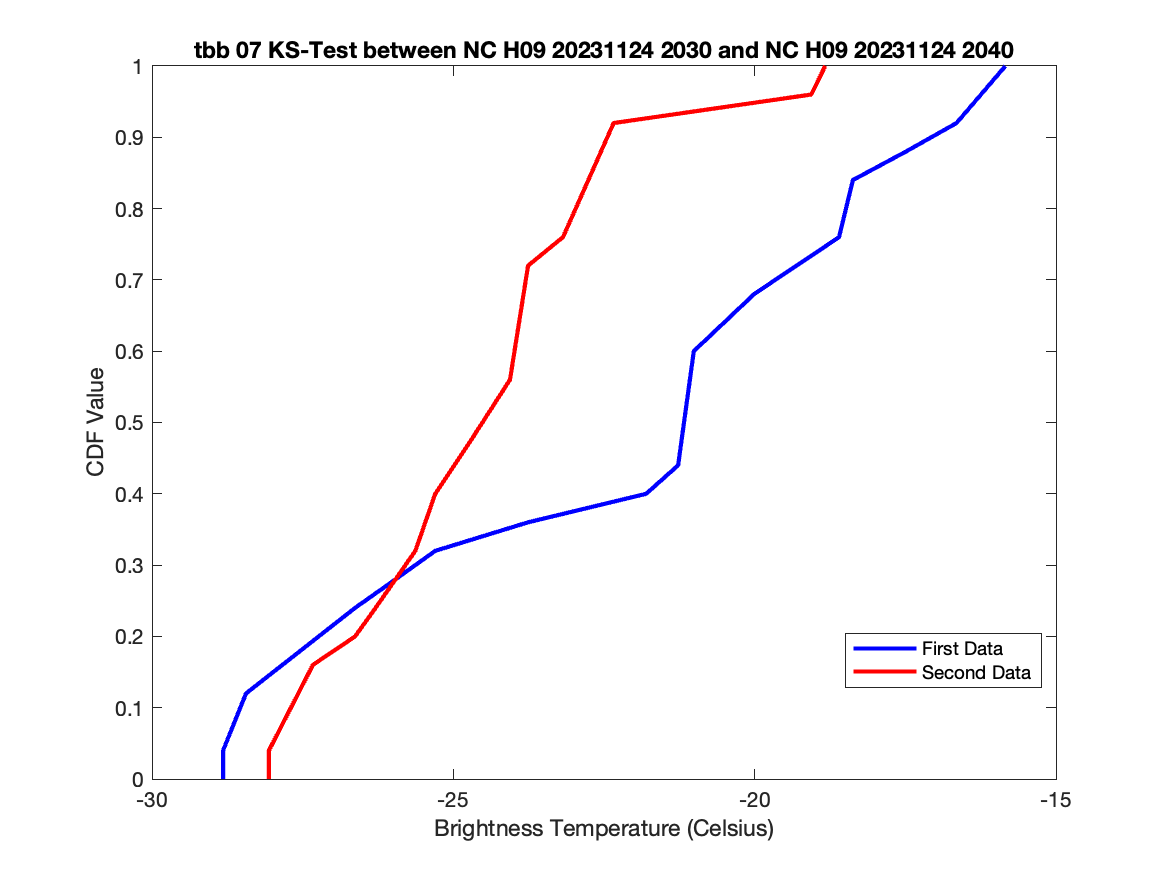 tbb 07 KS-Test between NC H09 20231124 2030 and NC H09 20231124 2040
1
0.9
0.8
0.7
0.6
0.5
0.4
0.3
0.2
0.1
0
CDF Value
First Data
Second Data
-30 -25 -20 -15
Brightness Temperature (Celsius)